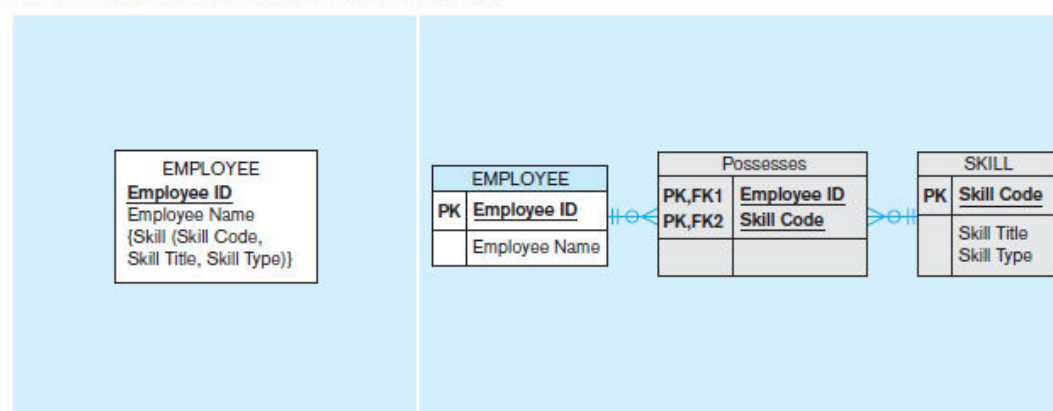 EMPLOYEE
Employee ID
Employee Name
{Skill (Skill Code,
Skill Title, Skill Type)}
EMPLOYEE
PK Employee ID
Employee Name
Possesses
PK,FK1 Employee ID
PK,FK2 Skill Code
SKILL
PK Skill Code
Skill Title
Skill Type